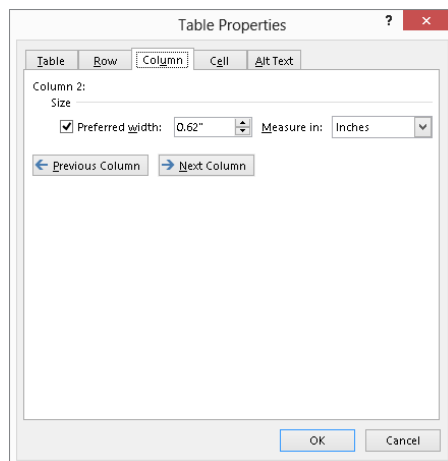 Table Properties ?
Table Row Column Cell Alt Text
Column 2:
Size
Preferred width: 0.62" Measure in: Inches
Previous Column Next Column
OK Cancel